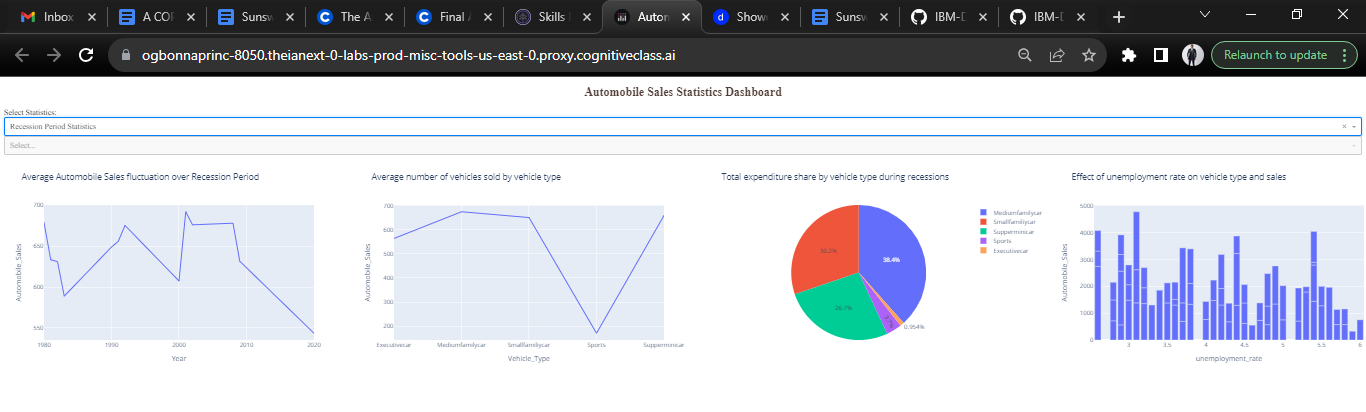 Inbox
A COF
Sunsw
The A
Final A
Skills
Auton
Show
Sunsw
IBM-D
IBM-D
ogbonnaprinc-8050.theianext-0-labs-prod-misc-tools-us-east-0.proxy.cognitiveclass.ai
Relaunch to update
Automobile Sales Statistics Dashboard
Select Statistics:
Recession Period Statistics
Select...
Average Automobile Sales fluctuation over Recession Period
Automobile_Sales
700
650
600
550
1980
1990
2000
2010
2020
Year
Average number of vehicles sold by vehicle type
Automobile_Sales
700
600
500
400
300
200
Executivecar
Mediumfamilycar
Smallfamiliycar
Sports
Supperminicar
Vehicle_Type
Total expenditure share by vehicle type during recessions
38.4%
30.2%
26.7%
0.954%
Mediumfamilycar
Smallfamiliycar
Supperminicar
Sports
Executivecar
Effect of unemployment rate on vehicle type and sales
Automobile_Sales
5000
4000
3000
2000
1000
0
3
3.5
4
4.5
5
5.5
6
unemployment_rate